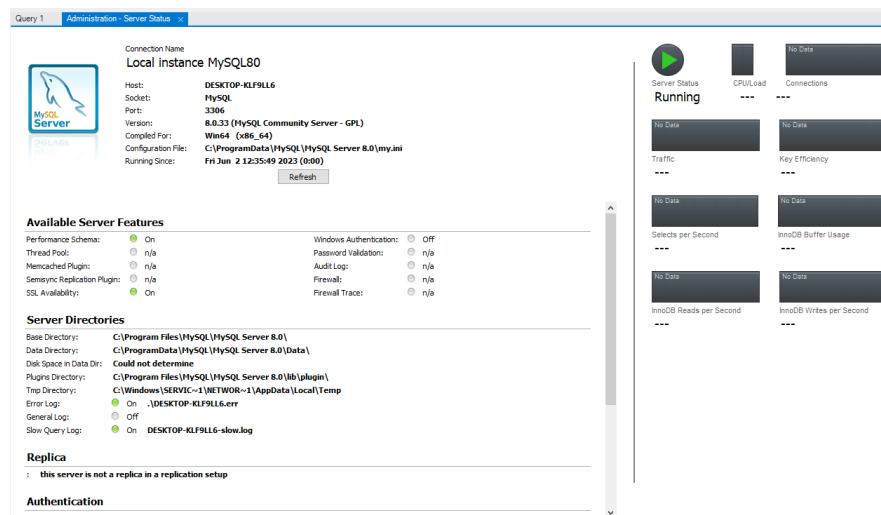 Query 1 Administration - Server Status ×
Connection Name
Local instance MySQL80
Host: DESKTOP-KLF9LL6
Socket: MySQL
Port: 3306
Version: 8.0.33 (MySQL Community Server - GPL)
Compiled For: Win64 (x86_64)
Configuration File: C:\ProgramData\MySQL\MySQL Server 8.0\my.ini
Running Since: Fri Jun 2 12:35:49 2023 (0:00)
Refresh
MySQL
Server
Available Server Features
Performance Schema: On Windows Authentication: Off
Thread Pool: n/a Password Validation: n/a
Memcached Plugin: n/a Audit Log: n/a
Semisync Replication Plugin: n/a Firewall: n/a
SSL Availability: On Firewall Trace: n/a
Server Directories
Base Directory: C:\Program Files\MySQL\MySQL Server 8.0\
Data Directory: C:\ProgramData\MySQL\MySQL Server 8.0\Data\
Disk Space in Data Dir: Could not determine
Plugins Directory: C:\Program Files\MySQL\MySQL Server 8.0\lib\plugin\
Tmp Directory: C:\Windows\SERVIC~1\NETWOR~1\AppData\Local\Temp
Error Log: On .\DESKTOP-KLF9LL6.err
General Log: Off
Slow Query Log: On DESKTOP-KLF9LL6-slow.log
Replica
: this server is not a replica in a replication setup
Authentication
No Data
Server Status CPU/Load Connections
Running --- ---
No Data No Data
Traffic Key Efficiency
--- ---
No Data No Data
Selects per Second InnoDB Buffer Usage
--- ---
No Data No Data
InnoDB Reads per Second InnoDB Writes per Second
--- ---